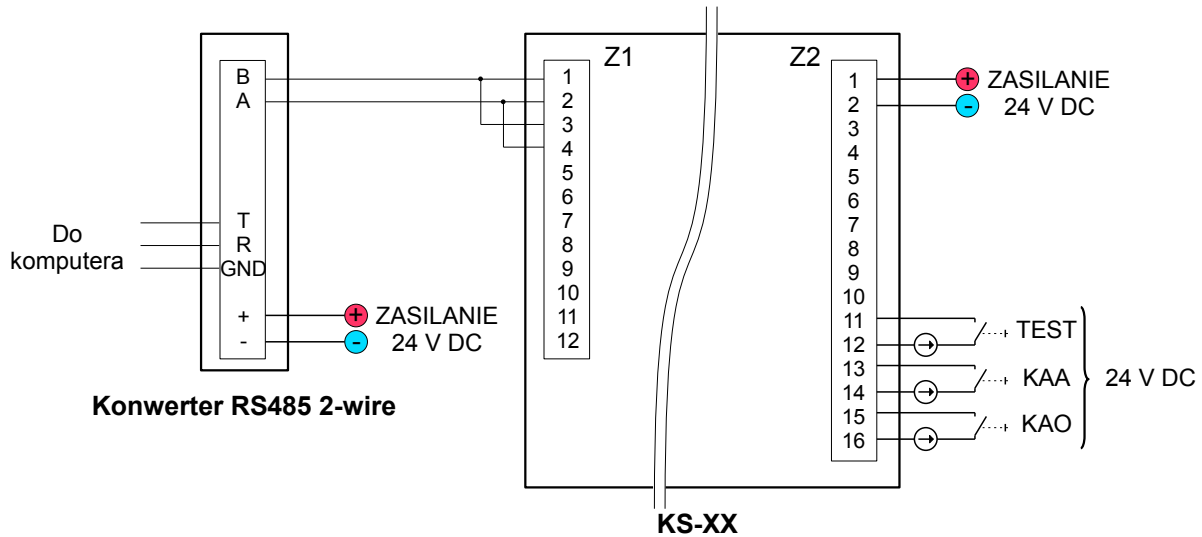 B
A
T
R
GND
+
-
Do
komputera
+ ZASILANIE
- 24 V DC
Konwerter RS485 2-wire
Z1
1
2
3
4
5
6
7
8
9
10
11
12
Z2
1
2
3
4
5
6
7
8
9
10
11
12
13
14
15
16
+ ZASILANIE
- 24 V DC
TEST
KAA
KAO
24 V DC
KS-XX